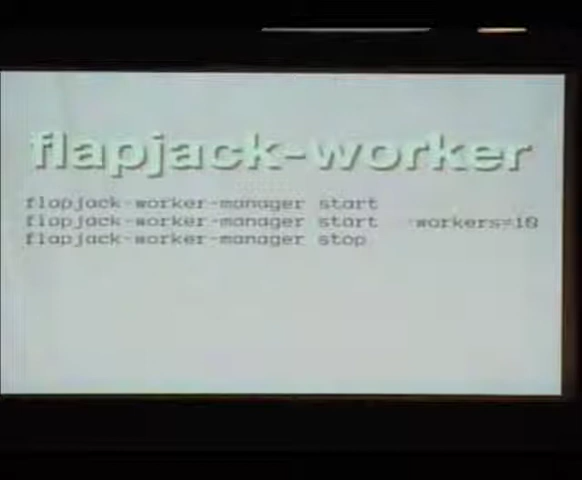 flapjack-worker
flapjack-worker-manager start
flapjack-worker-manager start --workers=10
flapjack-worker-manager stop